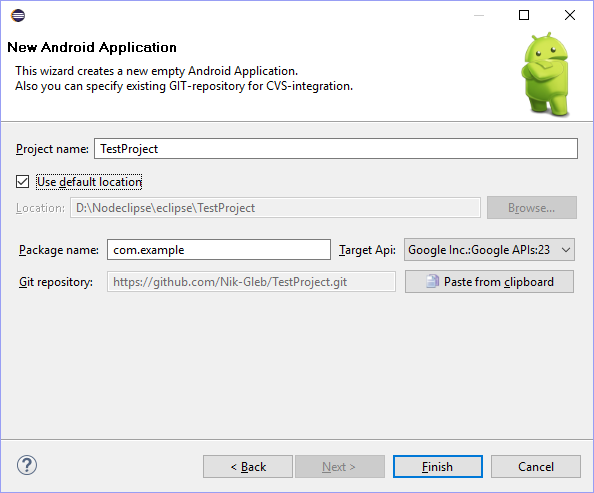 New Android Application
This wizard creates a new empty Android Application.
Also you can specify existing GIT-repository for CVS-integration.
Project name: TestProject
Use default location
Location: D:\Nodeclipse\eclipse\TestProject Browse...
Package name: com.example Target Api: Google Inc.:Google APIs:23
Git repository: https://github.com/Nik-Gleb/TestProject.git Paste from clipboard
? < Back Next > Finish Cancel